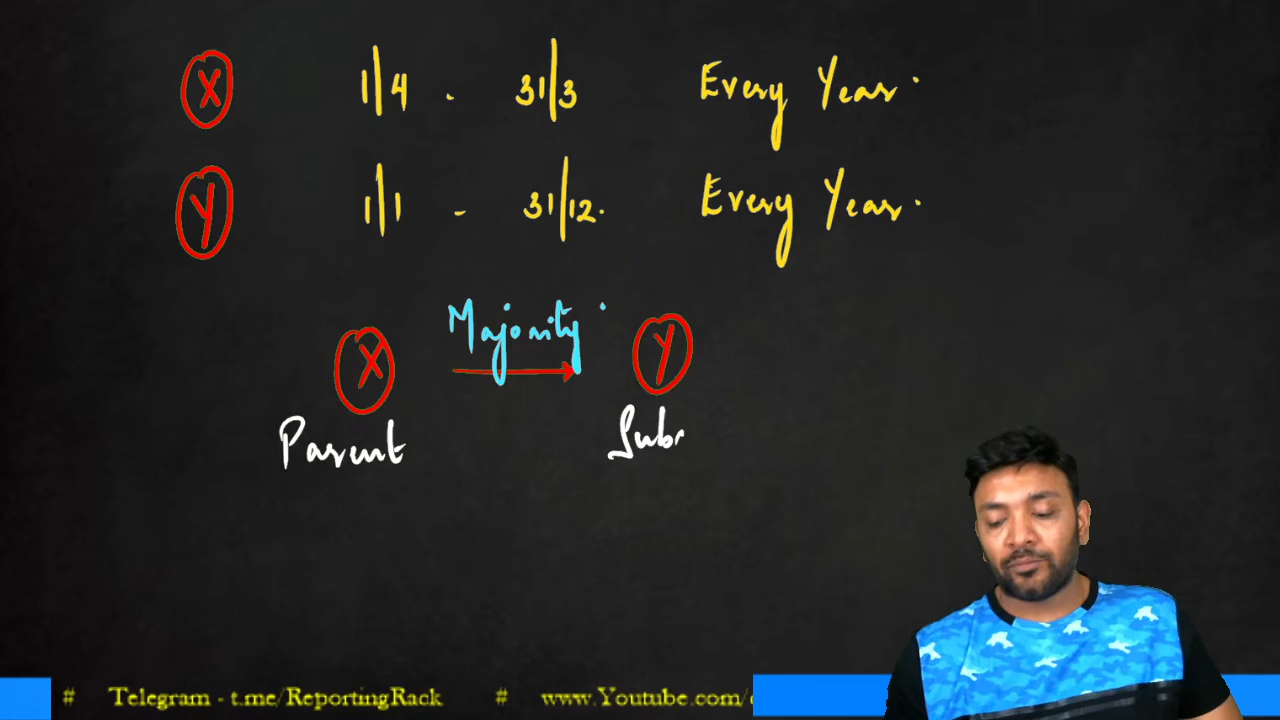 X 1/4 - 31/3 Every Year.
Y 1/1 - 31/12. Every Year.
Majority
X Y
Parent Subs
# Telegram - t.me/ReportingRack # www.Youtube.com/